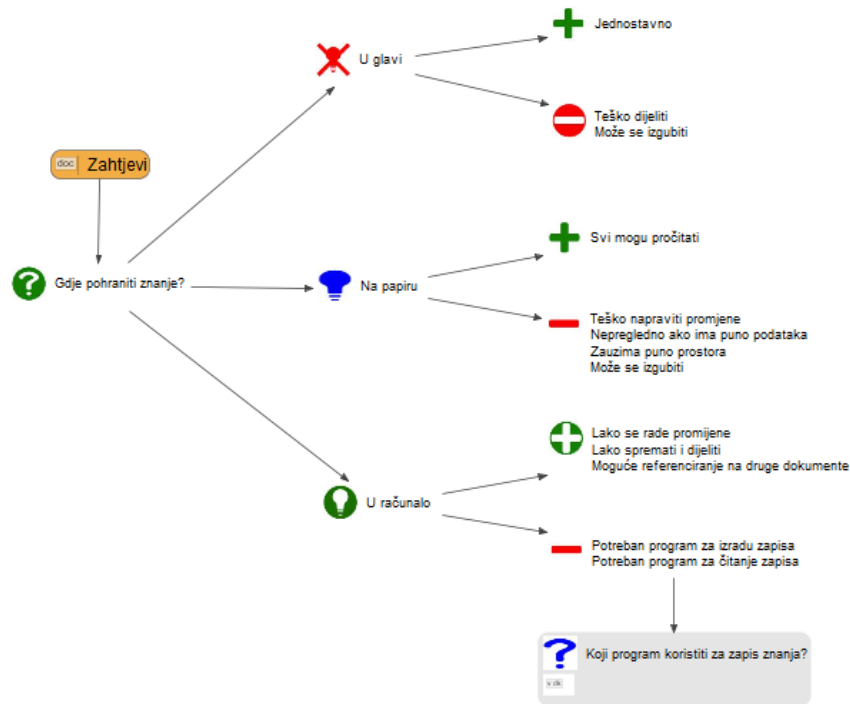 Jednostavno
U glavi
Teško dijeliti
Može se izgubiti
doc Zahtjevi
Svi mogu pročitati
Gdje pohraniti znanje?
Na papiru
Teško napraviti promjene
Nepregledno ako ima puno podataka
Zauzima puno prostora
Može se izgubiti
Lako se rade promijene
Lako spremati i dijeliti
Moguće referenciranje na druge dokumente
U računalo
Potreban program za izradu zapisa
Potreban program za čitanje zapisa
Koji program koristiti za zapis znanja?